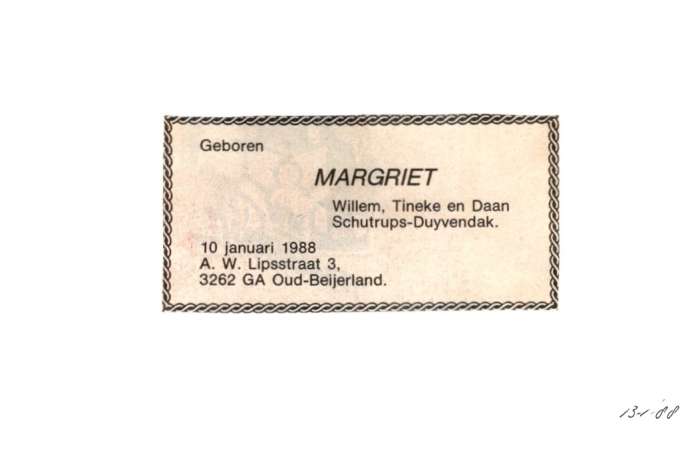 Geboren
MARGRIET
Willem, Tineke en Daan
Schutrups-Duyvendak.
10 januari 1988
A. W. Lipsstraat 3,
3262 GA Oud-Beijerland.
13-1-'88